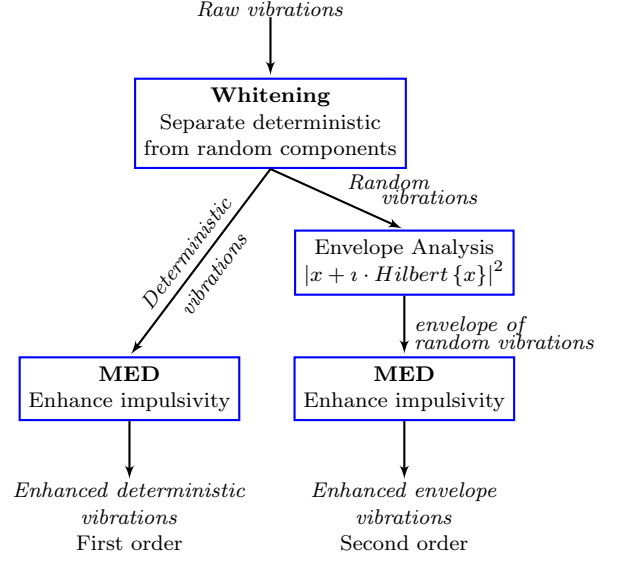 Raw vibrations
Whitening
Separate deterministic
from random components
Random
vibrations
Deterministic
vibrations
Envelope Analysis
|x + ı · Hilbert {x}|²
envelope of
random vibrations
MED
Enhance impulsivity
MED
Enhance impulsivity
Enhanced deterministic
vibrations
First order
Enhanced envelope
vibrations
Second order